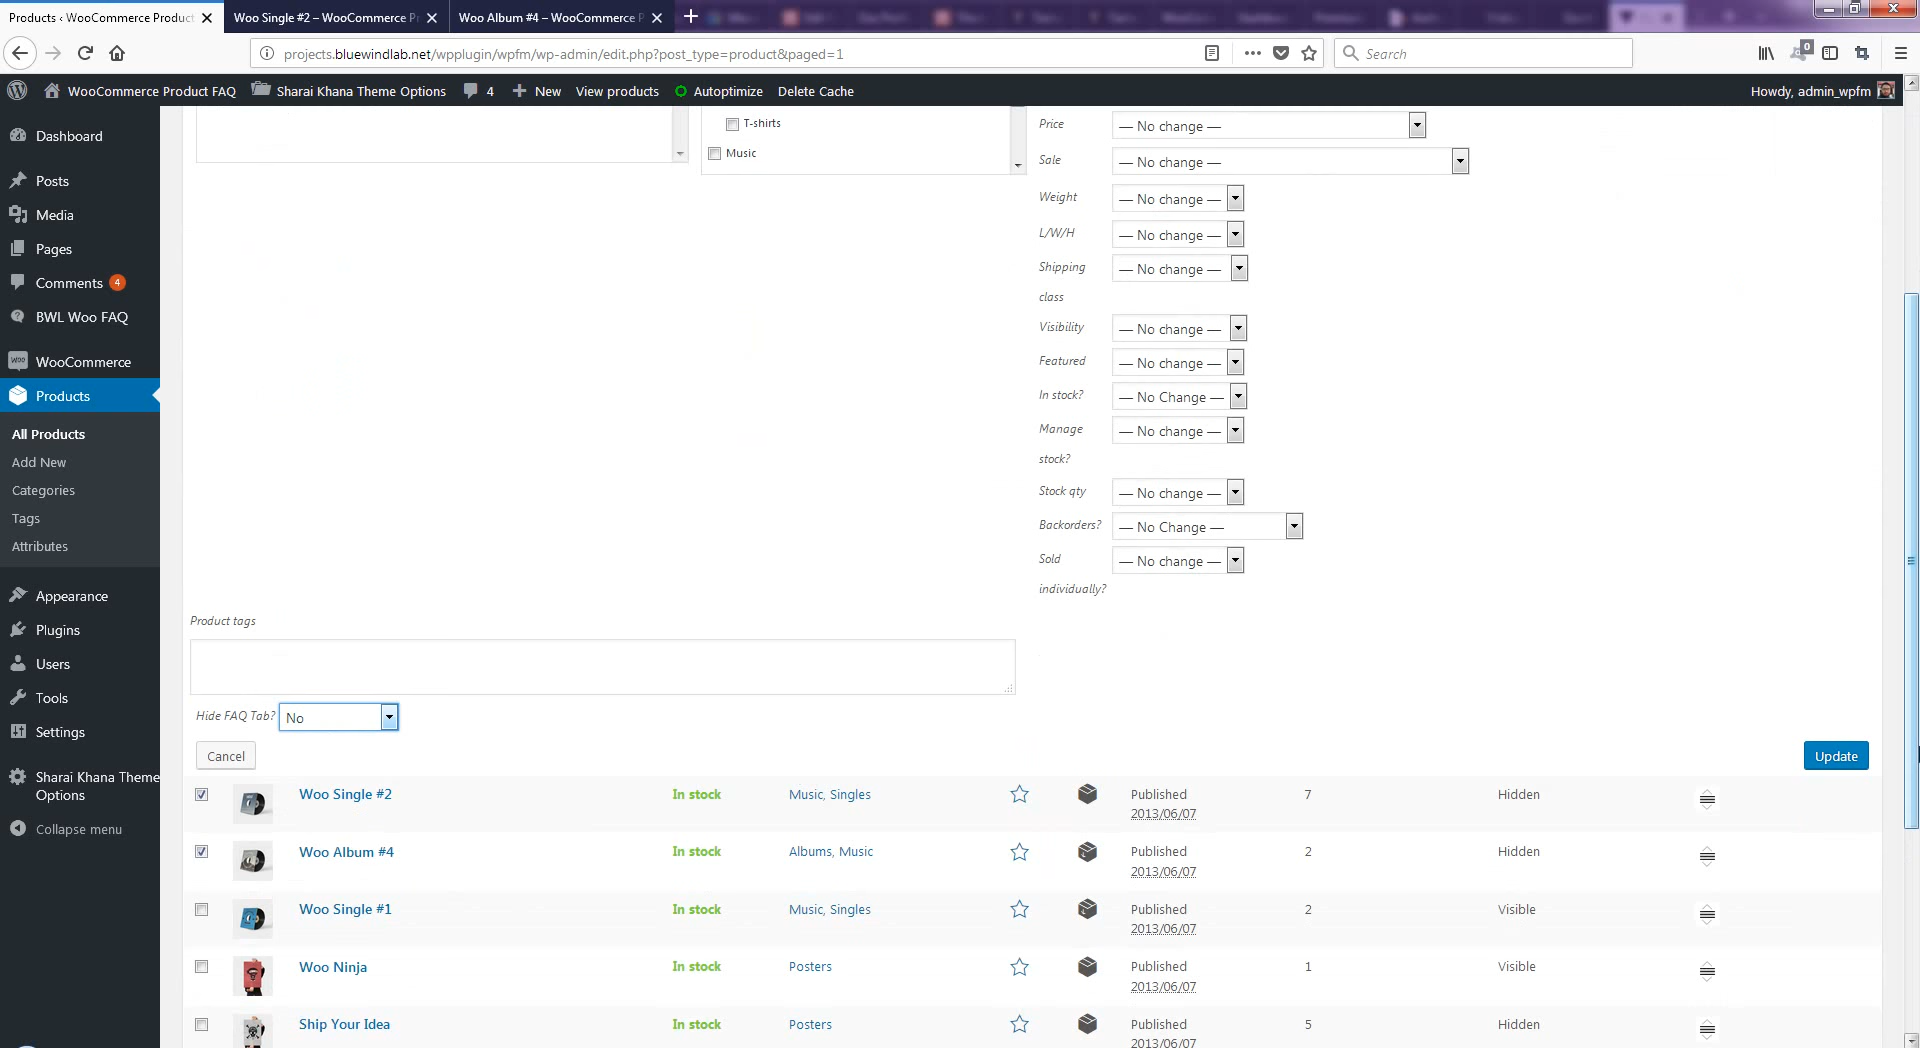 Products ‹ WooCommerce Product
Woo Single #2 – WooCommerce P
Woo Album #4 – WooCommerce P
projects.bluewindlab.net/wpplugin/wpfm/wp-admin/edit.php?post_type=product&paged=1
Search
0
WooCommerce Product FAQ
Sharai Khana Theme Options
4
New
View products
Autoptimize
Delete Cache
Howdy, admin_wpfm
Dashboard
Posts
Media
Pages
Comments 4
BWL Woo FAQ
WooCommerce
Products
All Products
Add New
Categories
Tags
Attributes
Appearance
Plugins
Users
Tools
Settings
Sharai Khana Theme
Options
Collapse menu
T-shirts
Music
Price — No change —
Sale — No change —
Weight — No change —
L/W/H — No change —
Shipping — No change —
class
Visibility — No change —
Featured — No change —
In stock? — No Change —
Manage — No change —
stock?
Stock qty — No change —
Backorders? — No Change —
Sold — No change —
individually?
Product tags
Hide FAQ Tab? No
Cancel
Update
Woo Single #2 In stock Music, Singles Published 7 Hidden
2013/06/07
Woo Album #4 In stock Albums, Music Published 2 Hidden
2013/06/07
Woo Single #1 In stock Music, Singles Published 2 Visible
2013/06/07
Woo Ninja In stock Posters Published 1 Visible
2013/06/07
Ship Your Idea In stock Posters Published 5 Hidden
2013/06/07